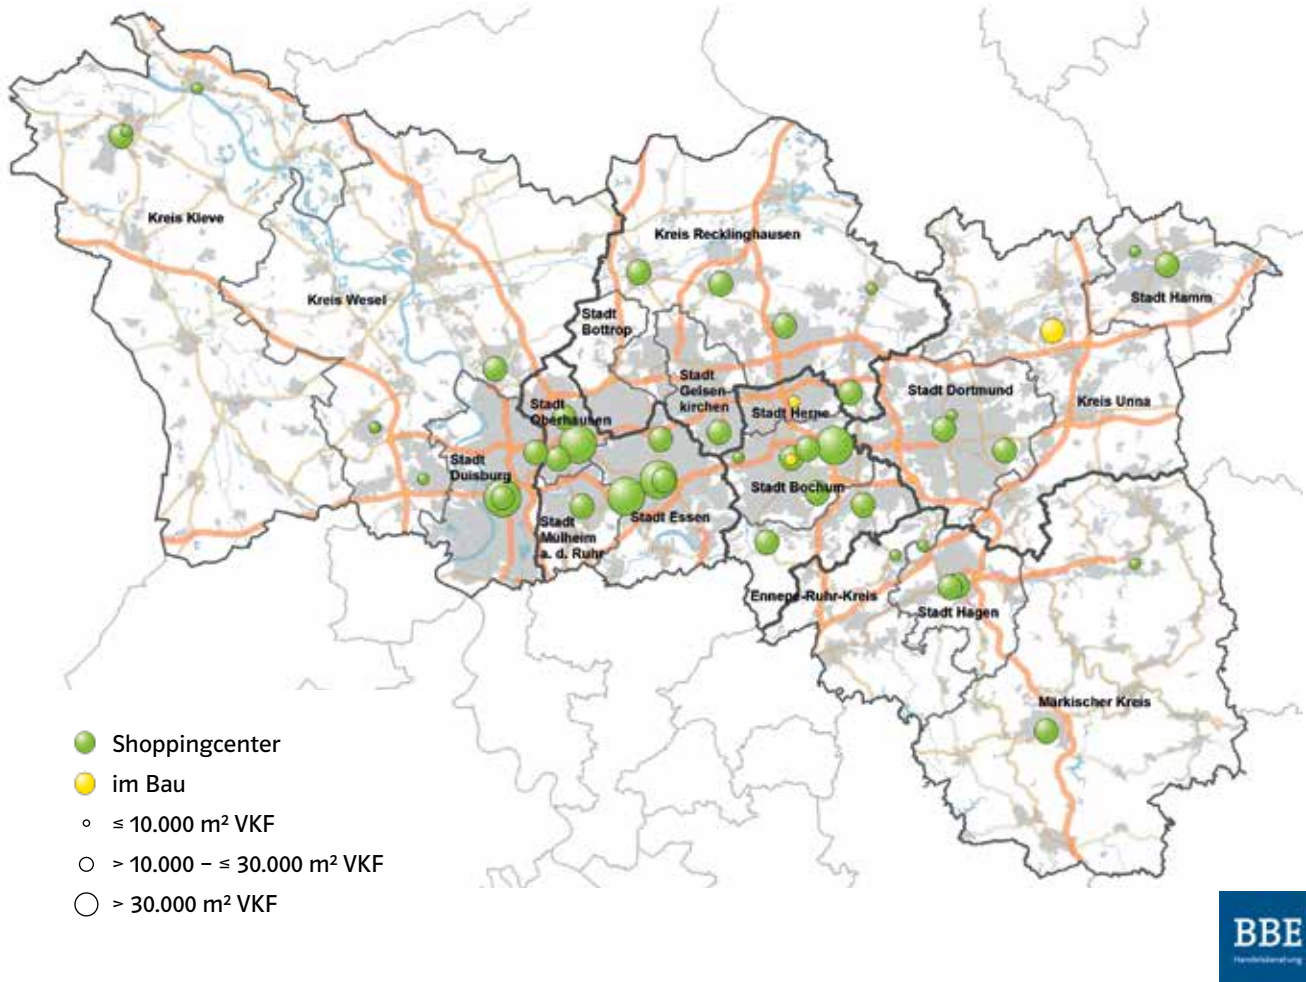 Kreis Kleve
Kreis Recklinghausen
Kreis Wesel
Stadt Hamm
Stadt
Bottrop
Stadt
Gelsen-
kirchen
Stadt Dortmund
Kreis Unna
Stadt
Oberhausen
Stadt Herne
Stadt
Duisburg
Stadt Bochum
Stadt Essen
Stadt
Mülheim
a. d. Ruhr
Ennepe-Ruhr-Kreis
Stadt Hagen
Märkischer Kreis
Shoppingcenter
im Bau
≤ 10.000 m² VKF
> 10.000 – ≤ 30.000 m² VKF
> 30.000 m² VKF
BBE
Handelsberatung